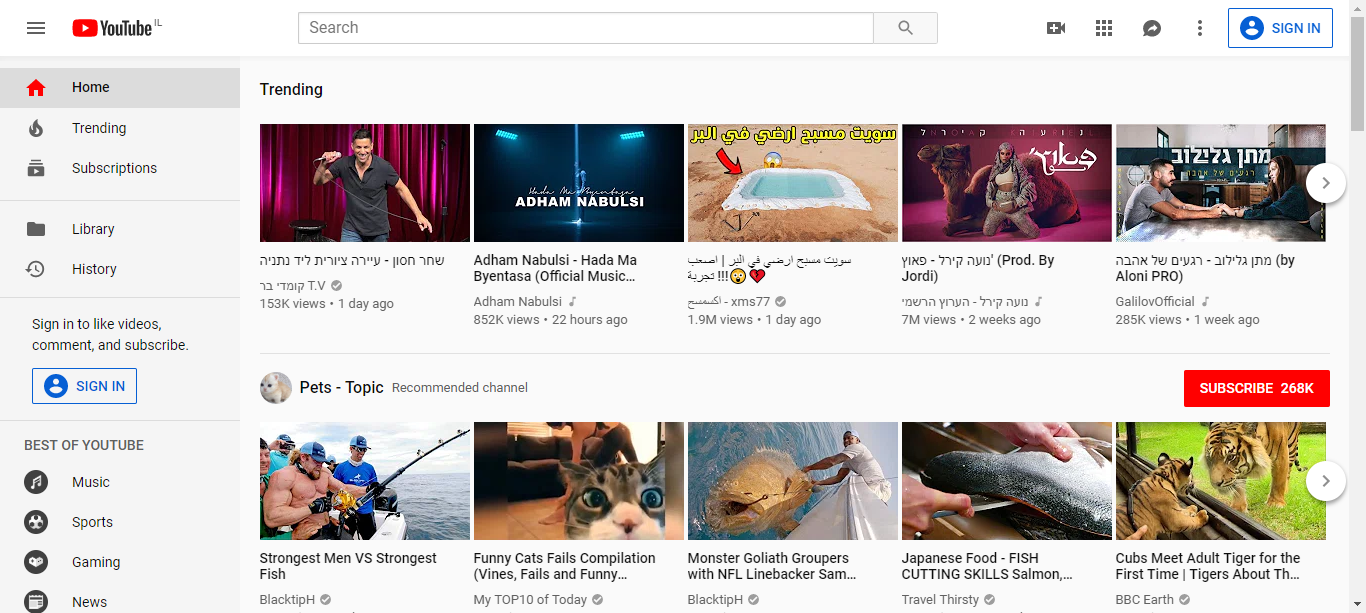 YouTube IL
Search
SIGN IN
Home
Trending
Subscriptions
Library
History
Sign in to like videos,
comment, and subscribe.
SIGN IN
BEST OF YOUTUBE
Music
Sports
Gaming
News
Trending
Hada Ma Byentasa
ADHAM NABULSI
سويت مسبح ارضي في البر
נועה קירל
פאוץ
מתן גלילוב
רגעים של אהבה
שחר חסון - עיירה ציורית ליד נתניה
קומדי בר T.V
153K views • 1 day ago
Adham Nabulsi - Hada Ma
Byentasa (Official Music...
Adham Nabulsi
852K views • 22 hours ago
سويت مسبح ارضي في البر | اصعب
تجربة !!!😲💔
اكسمسح - xms77
1.9M views • 1 day ago
נועה קירל - פאוץ' (Prod. By
Jordi)
נועה קירל - הערוץ הרשמי
7M views • 2 weeks ago
מתן גלילוב - רגעים של אהבה (by
Aloni PRO)
GalilovOfficial
285K views • 1 week ago
Pets - Topic Recommended channel
SUBSCRIBE 268K
Strongest Men VS Strongest
Fish
BlacktipH
Funny Cats Fails Compilation
(Vines, Fails and Funny...
My TOP10 of Today
Monster Goliath Groupers
with NFL Linebacker Sam...
BlacktipH
Japanese Food - FISH
CUTTING SKILLS Salmon,...
Travel Thirsty
Cubs Meet Adult Tiger for the
First Time | Tigers About Th...
BBC Earth